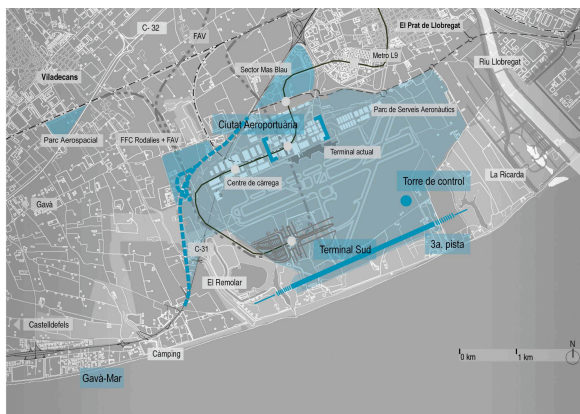 C- 32
FAV
El Prat de Llobregat
Metro L9
Riu Llobregat
Sector Mas Blau
Viladecans
Parc de Serveis Aeronàutics
Ciutat Aeroportuària
Parc Aerospacial
FFC Rodalies + FAV
Terminal actual
La Ricarda
Centre de càrrega
Torre de control
Gavà
3a. pista
C-31
Terminal Sud
El Remolar
Castelldefels
Càmping
N
0 km
1 km
Gavà-Mar